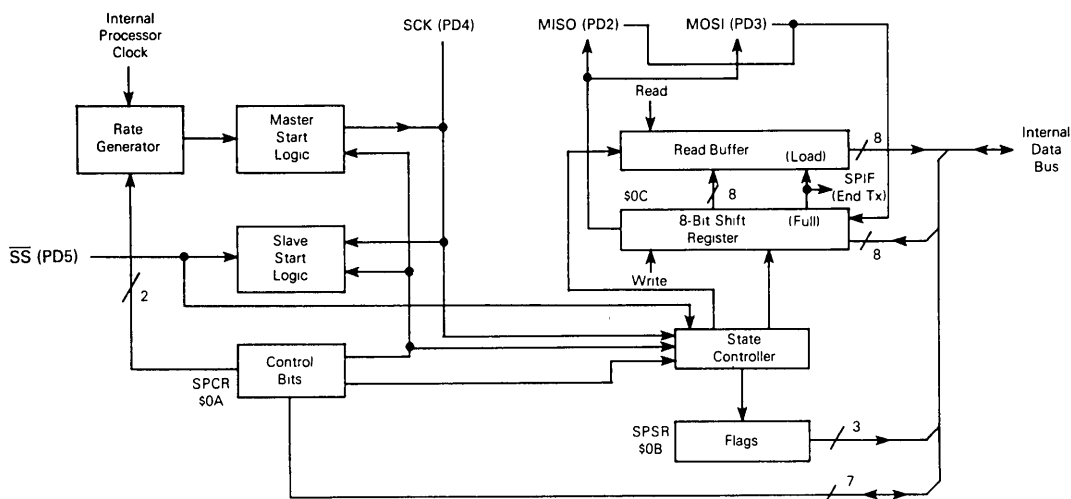 Internal
Processor
Clock
SCK (PD4)
MISO (PD2)
MOSI (PD3)
Rate
Generator
Master
Start
Logic
Read
Read Buffer
(Load)
8
Internal
Data
Bus
$0C
8
SPIF
(End Tx)
8-Bit Shift
Register
(Full)
8
Write
SS (PD5)
Slave
Start
Logic
2
State
Controller
SPCR
$0A
Control
Bits
SPSR
$0B
Flags
3
7